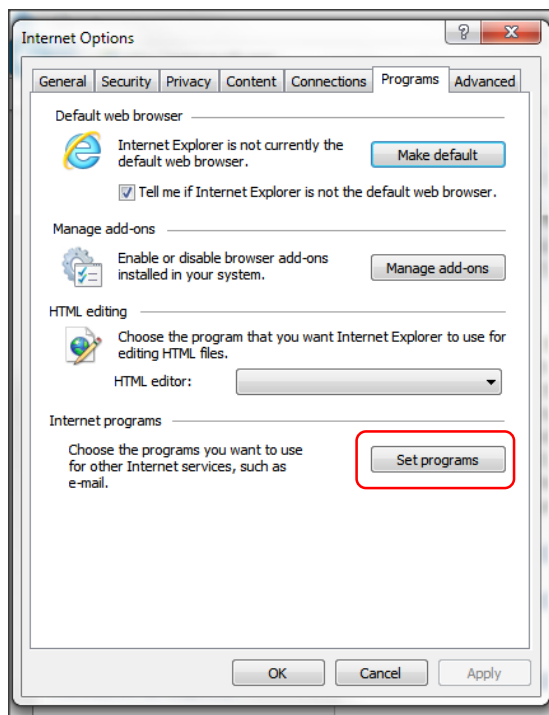 Internet Options
General Security Privacy Content Connections Programs Advanced
Default web browser
Internet Explorer is not currently the
default web browser.
Make default
Tell me if Internet Explorer is not the default web browser.
Manage add-ons
Enable or disable browser add-ons
installed in your system.
Manage add-ons
HTML editing
Choose the program that you want Internet Explorer to use for
editing HTML files.
HTML editor:
Internet programs
Choose the programs you want to use
for other Internet services, such as
e-mail.
Set programs
OK Cancel Apply